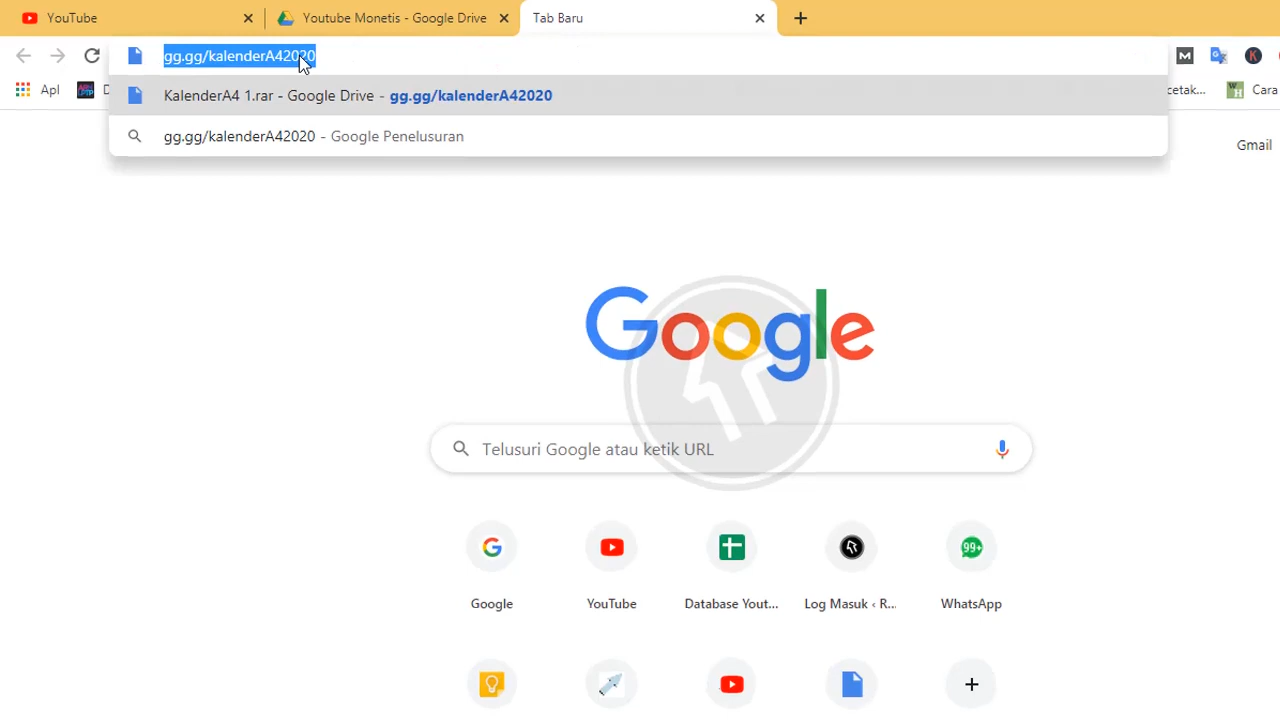 YouTube
Youtube Monetis - Google Drive
Tab Baru
gg.gg/kalenderA42020
M
K
Apl
cetak...
Cara
KalenderA4 1.rar - Google Drive - gg.gg/kalenderA42020
gg.gg/kalenderA42020 - Google Penelusuran
Gmail
Google
Telusuri Google atau ketik URL
99+
Google
YouTube
Database Yout...
Log Masuk ‹ R...
WhatsApp